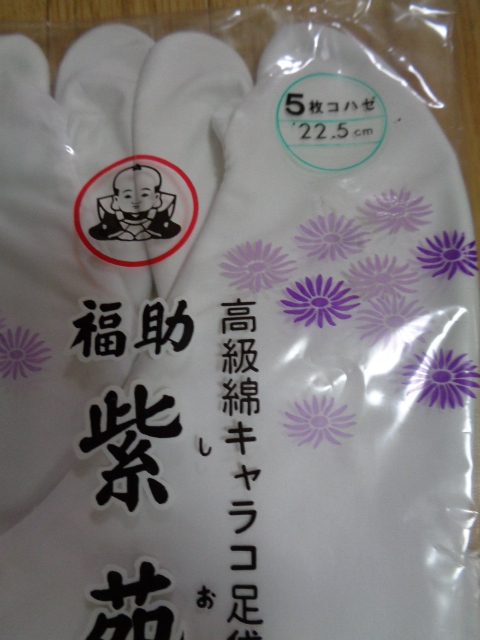 5枚コハゼ
22.5cm
福助
高級綿キャラコ足袋
紫苑
しお